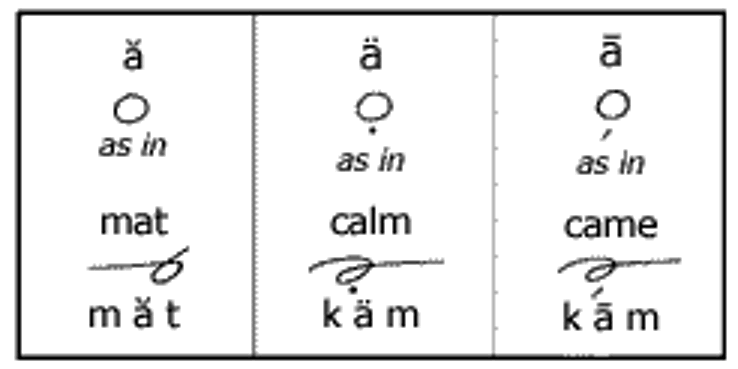 ă ä ā
as in as in as in
mat calm came
m ă t k ä m k ā m